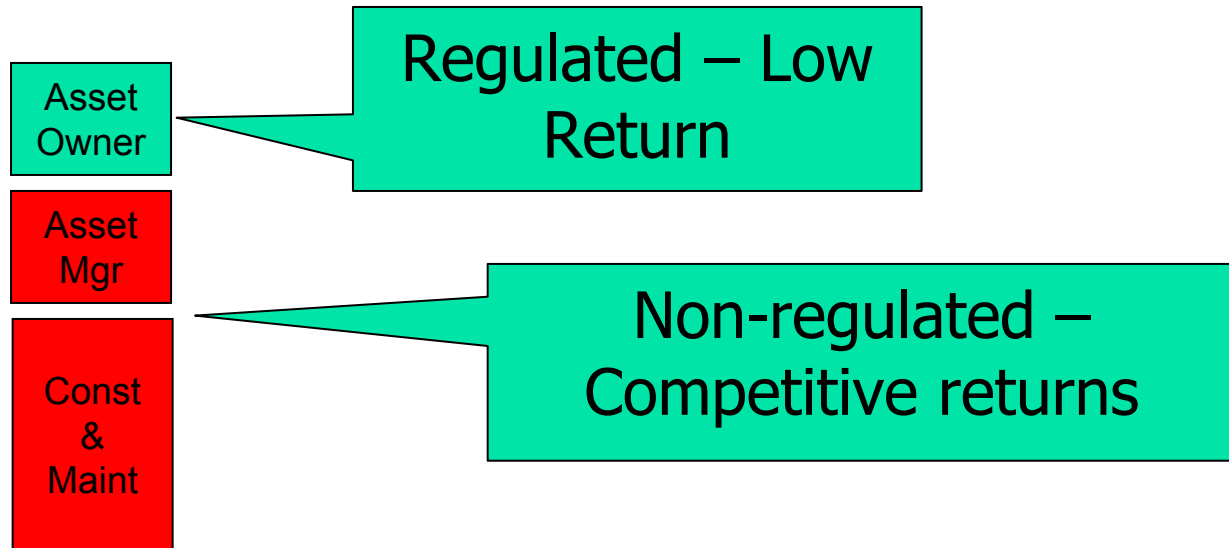 Asset
Owner
Regulated – Low
Return
Asset
Mgr
Non-regulated –
Competitive returns
Const
&
Maint